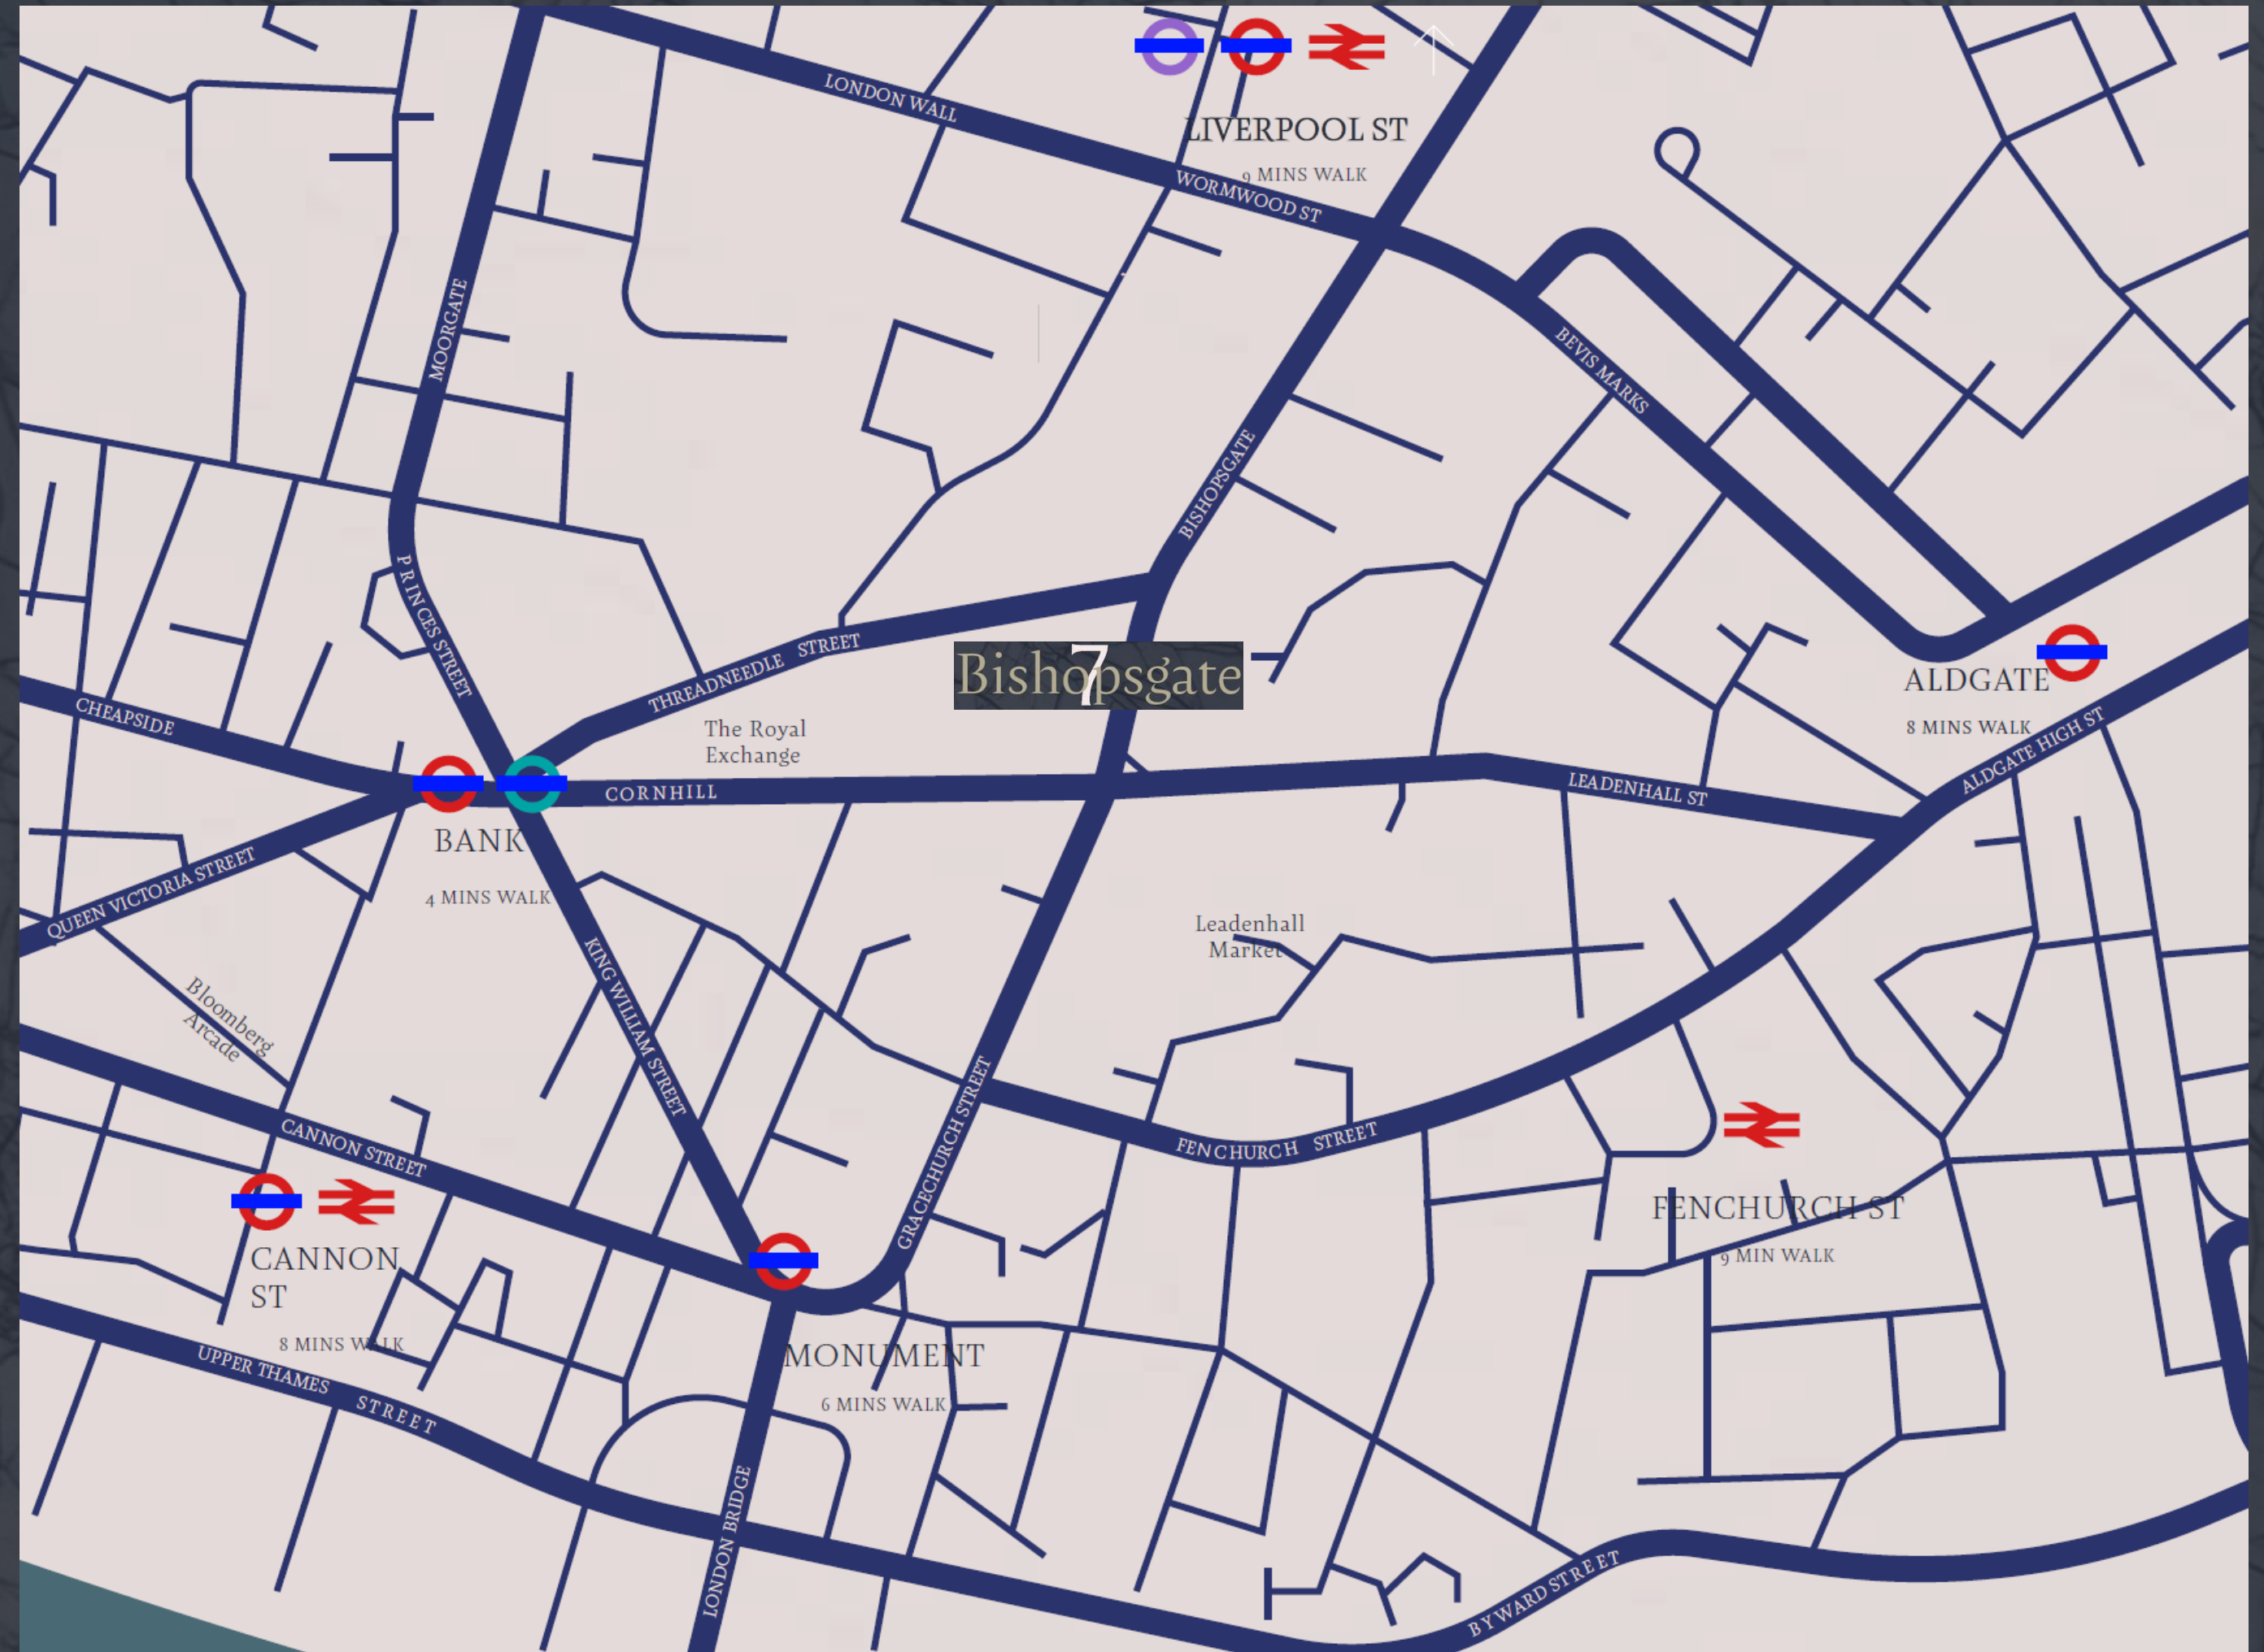 LONDON WALL
LIVERPOOL ST
9 MINS WALK
WORMWOOD ST
MOORGATE
BEVIS MARKS
BISHOPSGATE
PRINCES STREET
THREADNEEDLE STREET
7
Bishopsgate
ALDGATE
8 MINS WALK
ALDGATE HIGH ST
CHEAPSIDE
The Royal
Exchange
CORNHILL
LEADENHALL ST
BANK
4 MINS WALK
QUEEN VICTORIA STREET
KING WILLIAM STREET
Leadenhall
Market
Bloomberg
Arcade
CANNON STREET
GRACECHURCH STREET
FENCHURCH STREET
FENCHURCH ST
9 MIN WALK
CANNON
ST
8 MINS WALK
MONUMENT
6 MINS WALK
UPPER THAMES STREET
LONDON BRIDGE
BYWARD STREET